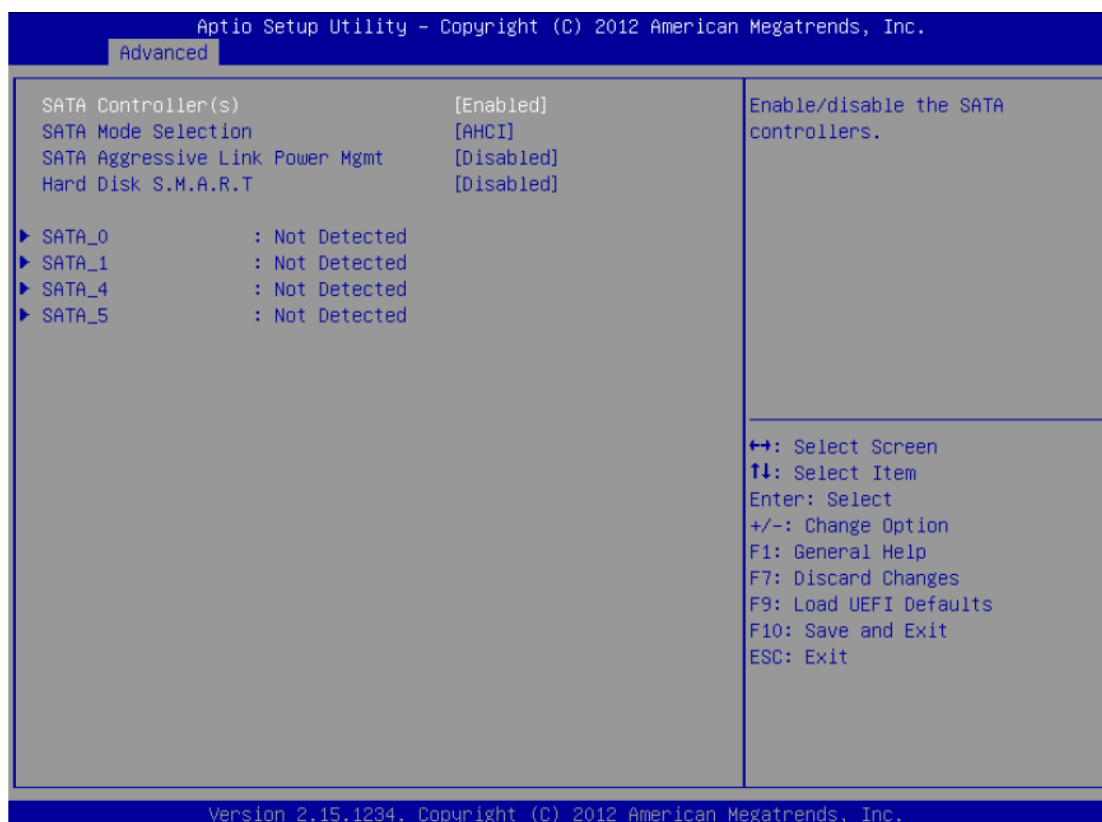 Aptio Setup Utility – Copyright (C) 2012 American Megatrends, Inc.
Advanced
SATA Controller(s) [Enabled]
SATA Mode Selection [AHCI]
SATA Aggressive Link Power Mgmt [Disabled]
Hard Disk S.M.A.R.T [Disabled]
▶ SATA_0 : Not Detected
▶ SATA_1 : Not Detected
▶ SATA_4 : Not Detected
▶ SATA_5 : Not Detected
Enable/disable the SATA
controllers.
↔: Select Screen
↑↓: Select Item
Enter: Select
+/-: Change Option
F1: General Help
F7: Discard Changes
F9: Load UEFI Defaults
F10: Save and Exit
ESC: Exit
Version 2.15.1234. Copyright (C) 2012 American Megatrends, Inc.